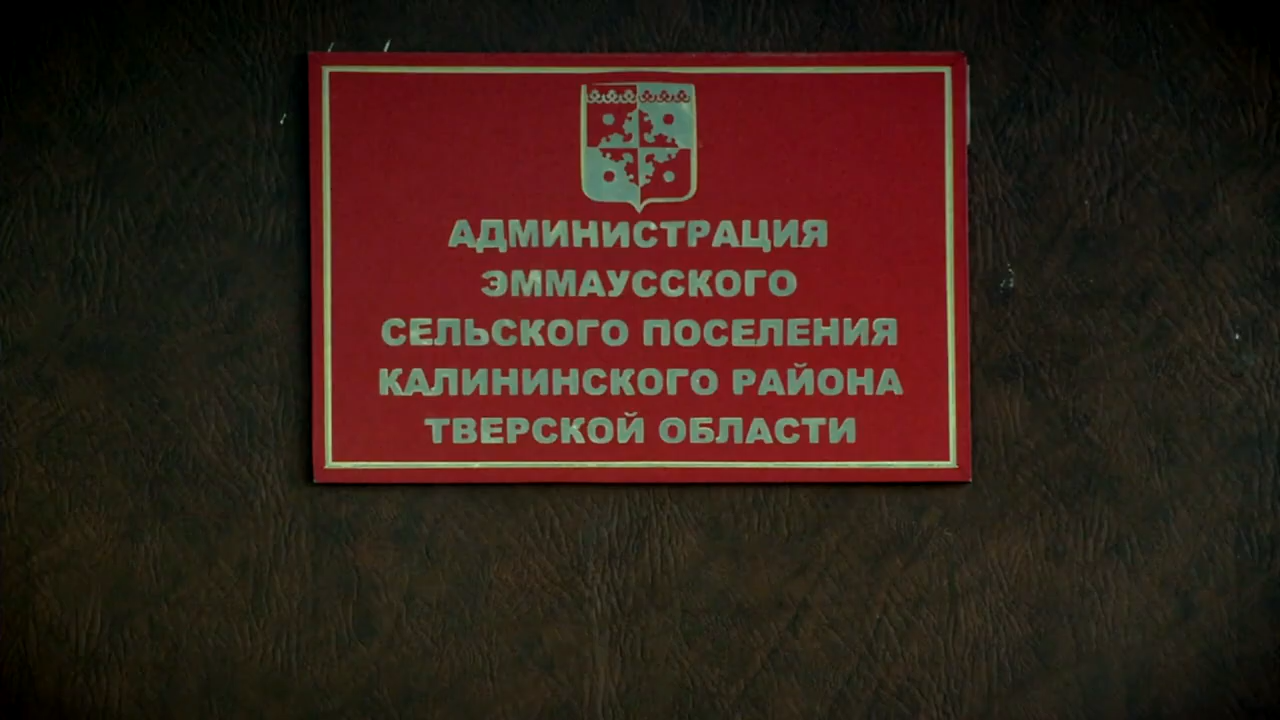 АДМИНИСТРАЦИЯ
ЭММАУССКОГО
СЕЛЬСКОГО ПОСЕЛЕНИЯ
КАЛИНИНСКОГО РАЙОНА
ТВЕРСКОЙ ОБЛАСТИ